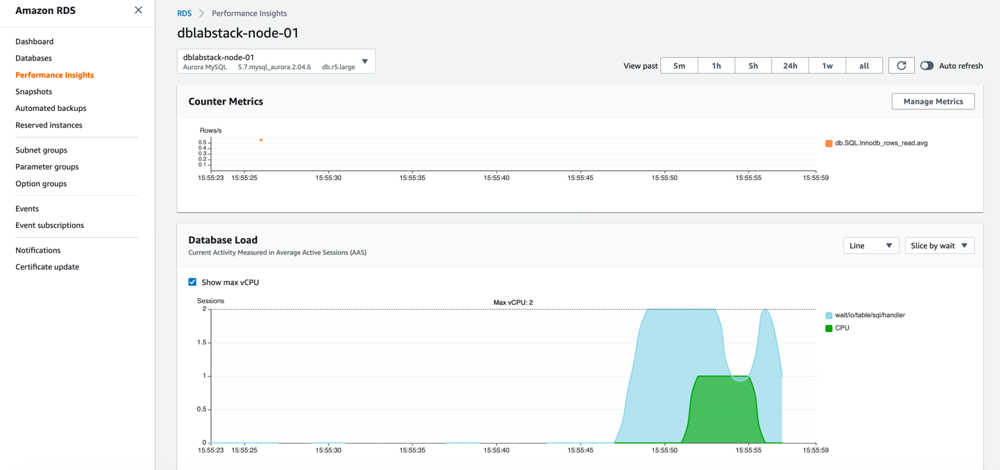 Amazon RDS
Dashboard
Databases
Performance Insights
Snapshots
Automated backups
Reserved instances
Subnet groups
Parameter groups
Option groups
Events
Event subscriptions
Notifications
Certificate update
RDS Performance Insights
dblabstack-node-01
dblabstack-node-01
Aurora MySQL 5.7.mysql_aurora.2.04.6 db.r5.large
View past 5m 1h 5h 24h 1w all Auto refresh
Counter Metrics
Manage Metrics
Rows/s
0.5
0.4
0.3
0.2
0.1
15:55:23 15:55:25 15:55:30 15:55:35 15:55:40 15:55:45 15:55:50 15:55:55 15:55:59
db.SQL.Innodb_rows_read.avg
Database Load
Current Activity Measured in Average Active Sessions (AAS)
Line
Slice by wait
Show max vCPU
Sessions
Max vCPU: 2
2
1.5
1
0.5
0
15:55:23 15:55:25 15:55:30 15:55:35 15:55:40 15:55:45 15:55:50 15:55:55 15:55:59
wait/io/table/sql/handler
CPU